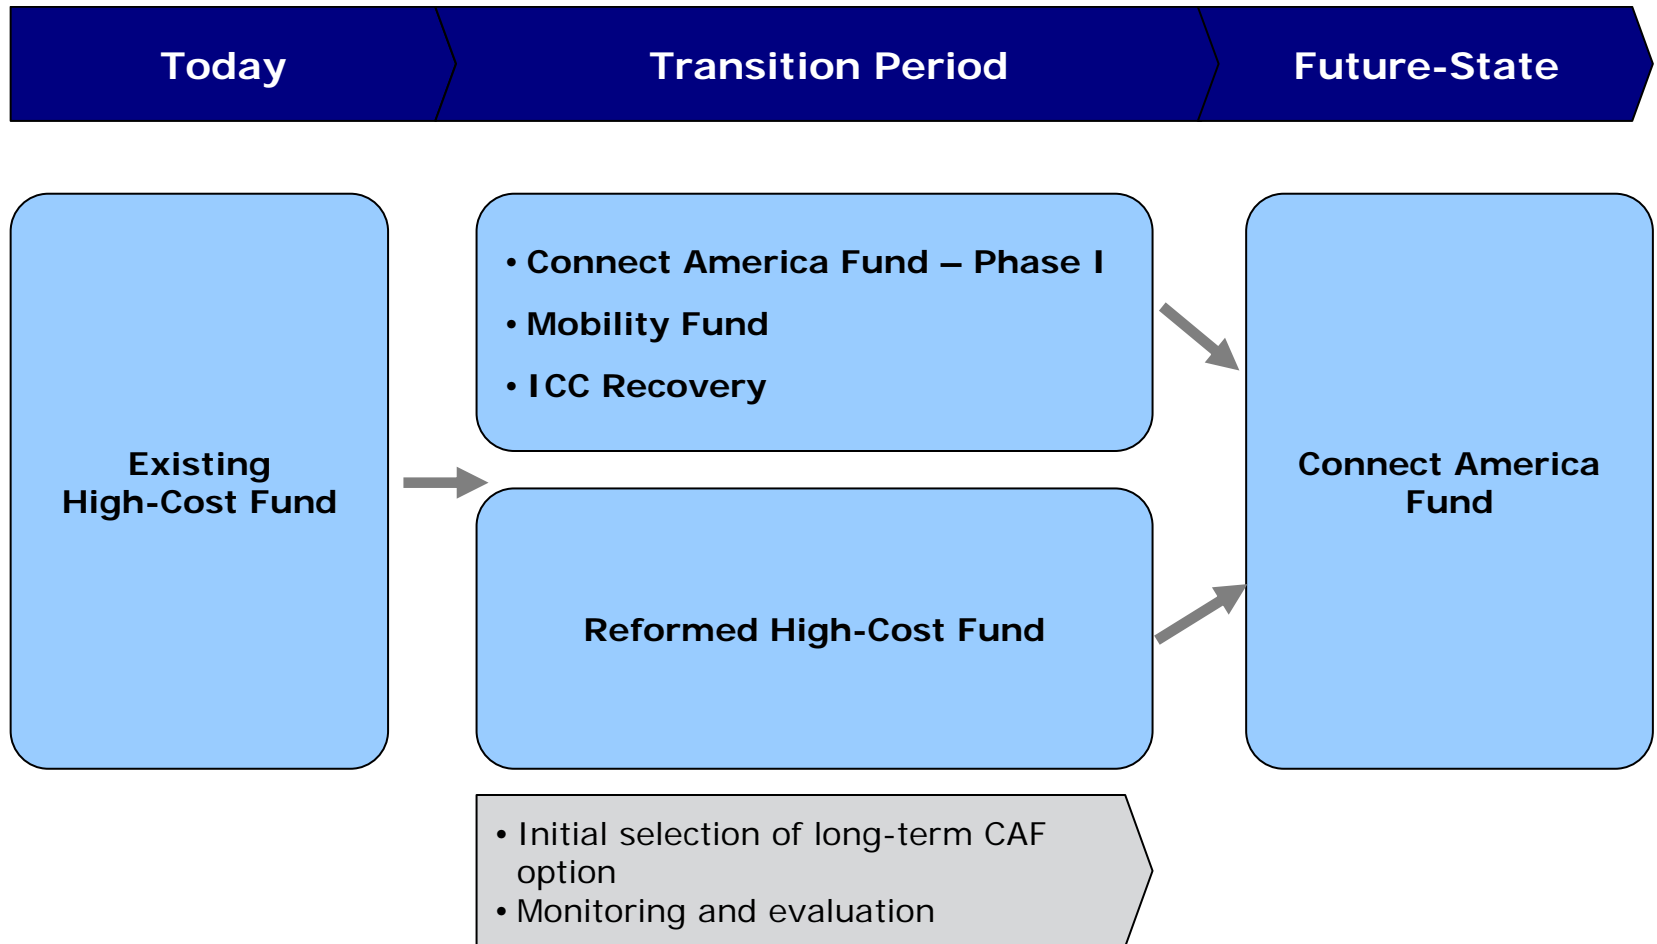 Today
Transition Period
Future-State
Existing
High-Cost Fund
• Connect America Fund – Phase I
• Mobility Fund
• ICC Recovery
Reformed High-Cost Fund
Connect America
Fund
• Initial selection of long-term CAF
option
• Monitoring and evaluation